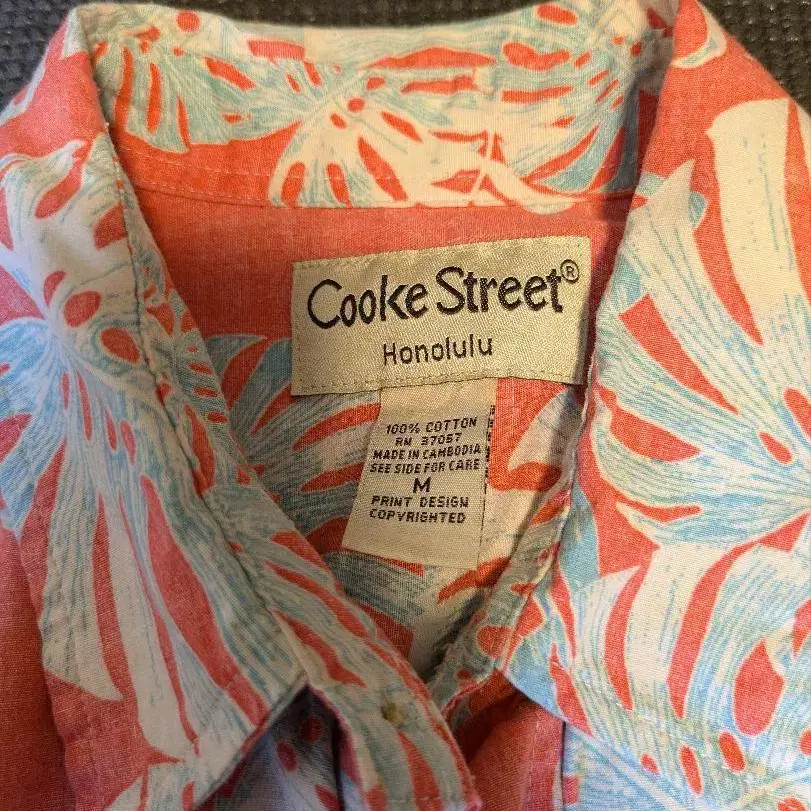 Cooke Street®
Honolulu
100% COTTON
RN 37057
MADE IN CAMBODIA
SEE SIDE FOR CARE
M
PRINT DESIGN
COPYRIGHTED